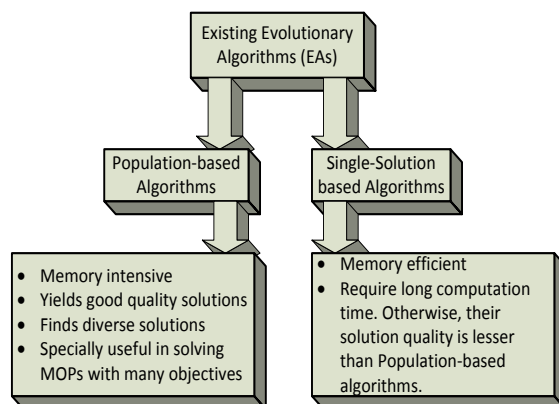 Existing Evolutionary
Algorithms (EAs)
Population-based
Algorithms
Single-Solution
based Algorithms
• Memory intensive
• Yields good quality solutions
• Finds diverse solutions
• Specially useful in solving
MOPs with many objectives
• Memory efficient
• Require long computation
time. Otherwise, their
solution quality is lesser
than Population-based
algorithms.